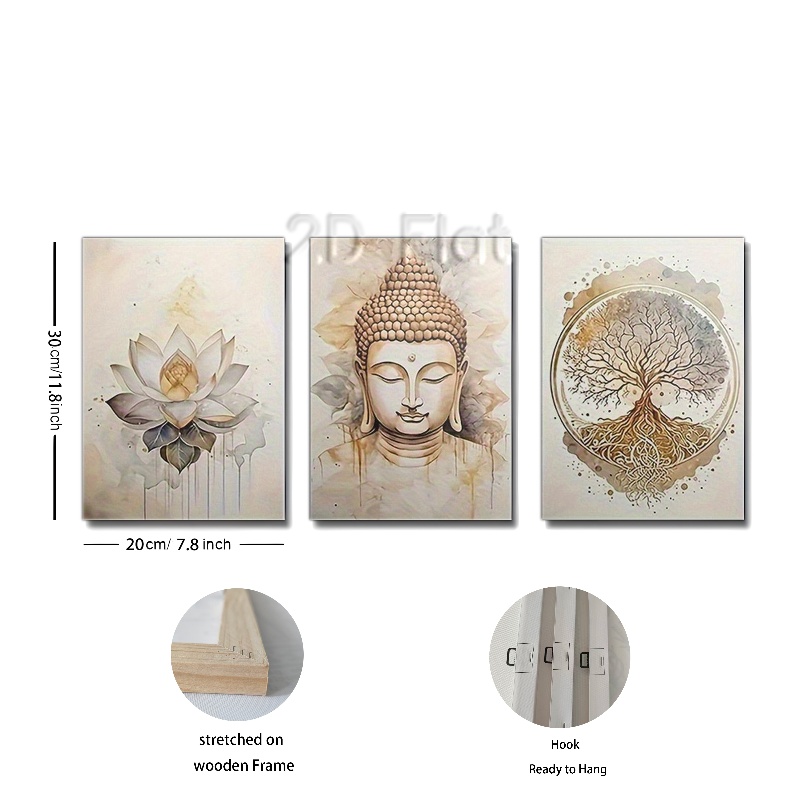 2D Flat
30cm/11.8inch
20cm/ 7.8 inch
stretched on
wooden Frame
Hook
Ready to Hang